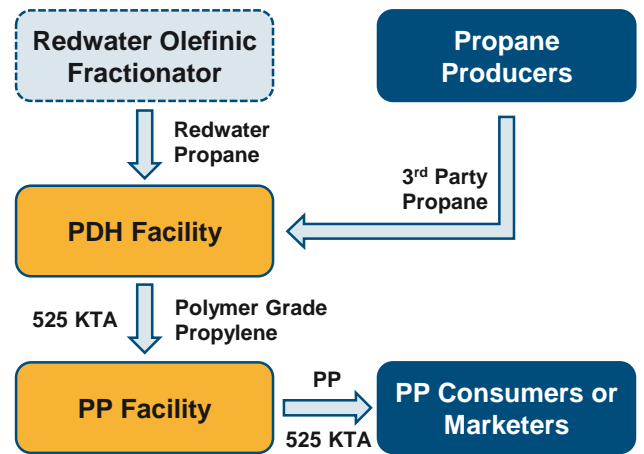 Redwater Olefinic
Fractionator
Propane
Producers
Redwater
Propane
3rd Party
Propane
PDH Facility
525 KTA
Polymer Grade
Propylene
PP Facility
PP
525 KTA
PP Consumers or
Marketers